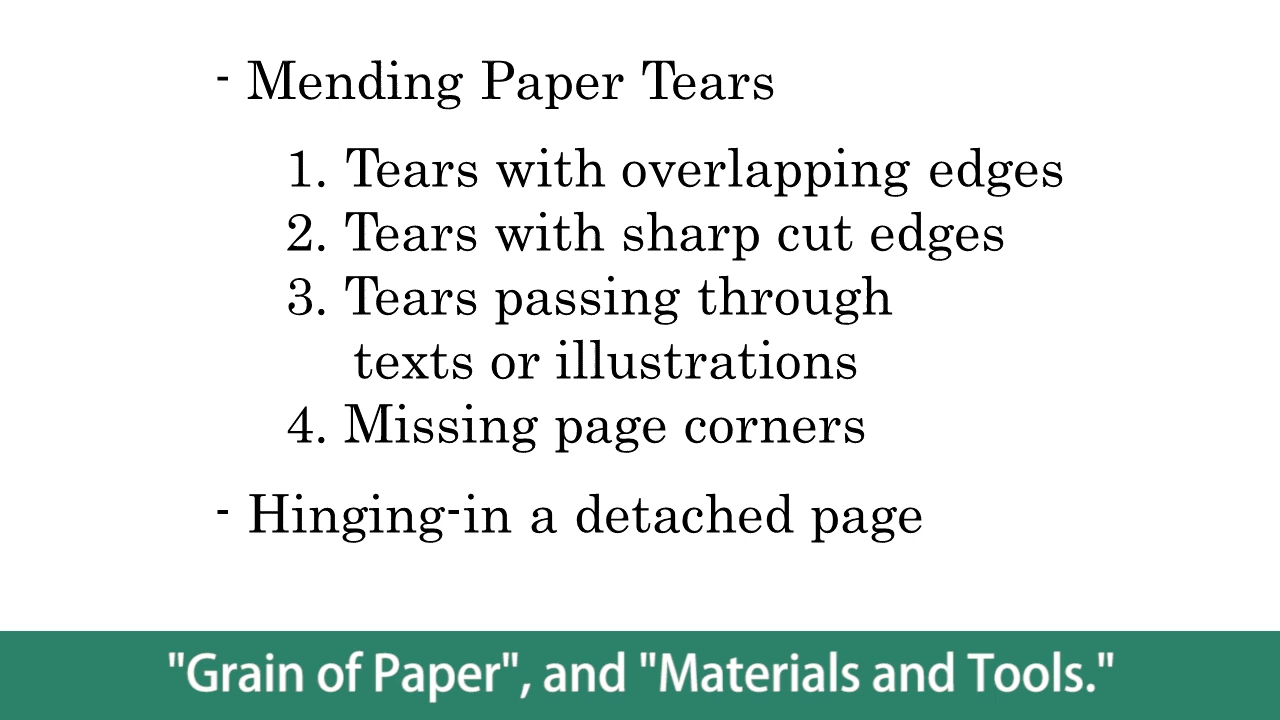 - Mending Paper Tears
1. Tears with overlapping edges
2. Tears with sharp cut edges
3. Tears passing through
texts or illustrations
4. Missing page corners
- Hinging-in a detached page
"Grain of Paper", and "Materials and Tools."